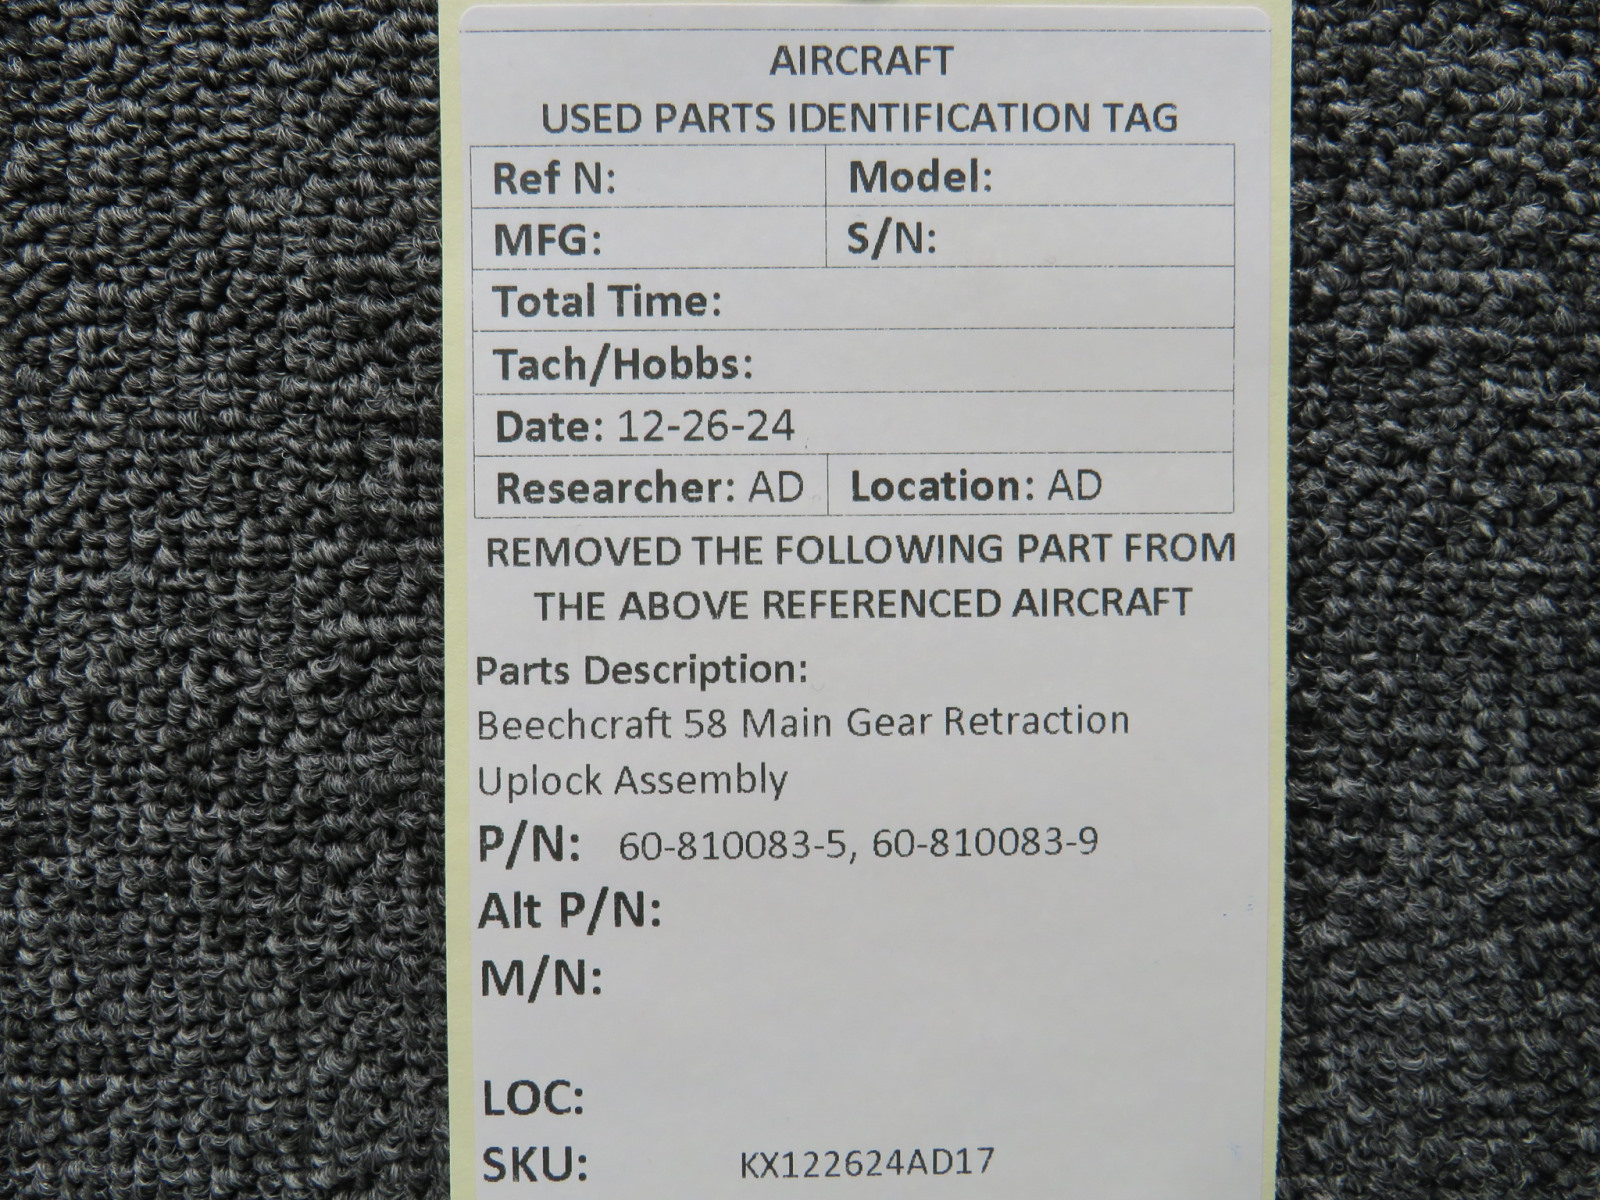 AIRCRAFT
USED PARTS IDENTIFICATION TAG
Ref N: Model:
MFG: S/N:
Total Time:
Tach/Hobbs:
Date: 12-26-24
Researcher: AD Location: AD
REMOVED THE FOLLOWING PART FROM
THE ABOVE REFERENCED AIRCRAFT
Parts Description:
Beechcraft 58 Main Gear Retraction
Uplock Assembly
P/N: 60-810083-5, 60-810083-9
Alt P/N:
M/N:
LOC:
SKU: KX122624AD17